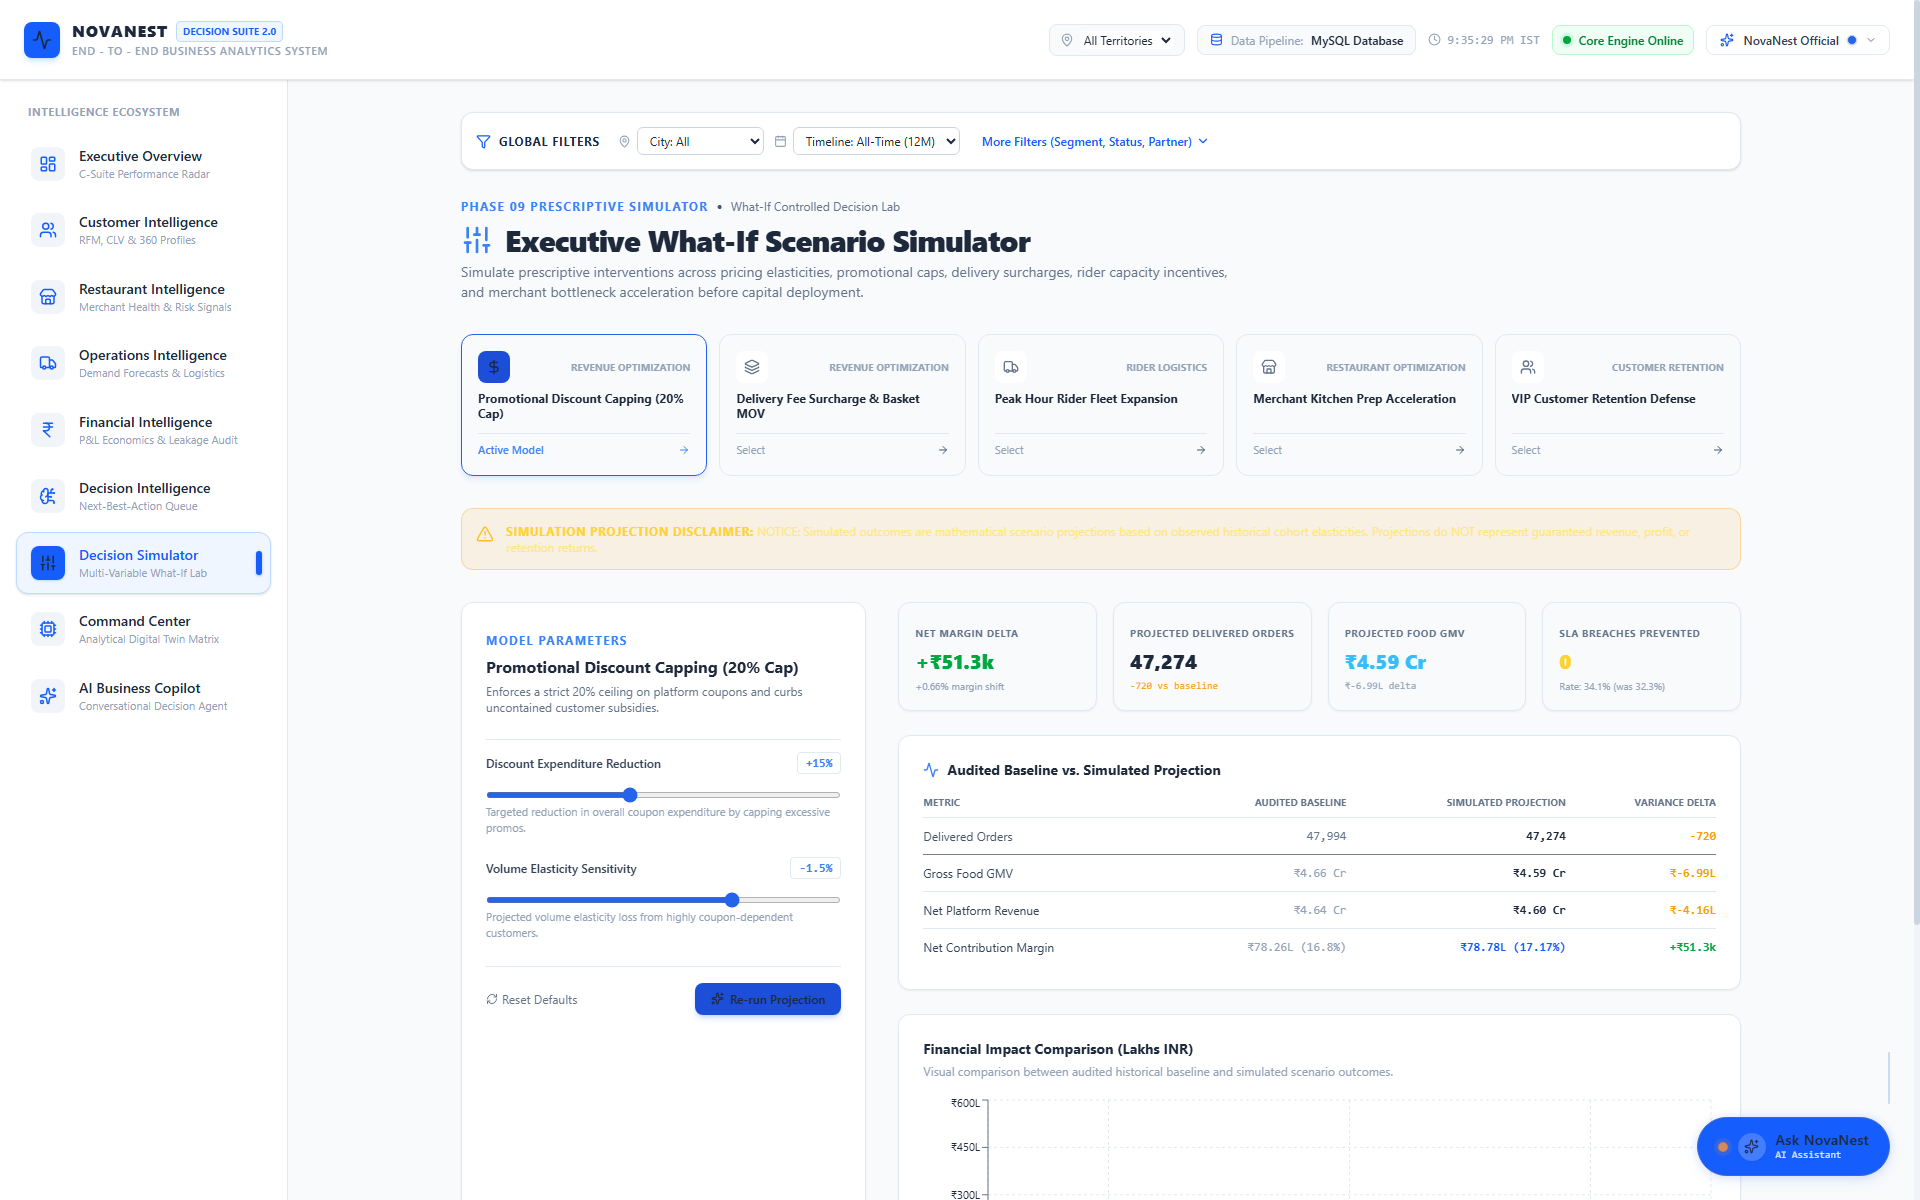 NOVANEST DECISION SUITE 2.0
END - TO - END BUSINESS ANALYTICS SYSTEM
All Territories
Data Pipeline: MySQL Database
9:35:29 PM IST
Core Engine Online
NovaNest Official
INTELLIGENCE ECOSYSTEM
Executive Overview
C-Suite Performance Radar
Customer Intelligence
RFM, CLV & 360 Profiles
Restaurant Intelligence
Merchant Health & Risk Signals
Operations Intelligence
Demand Forecasts & Logistics
Financial Intelligence
P&L Economics & Leakage Audit
Decision Intelligence
Next-Best-Action Queue
Decision Simulator
Multi-Variable What-If Lab
Command Center
Analytical Digital Twin Matrix
AI Business Copilot
Conversational Decision Agent
GLOBAL FILTERS City: All Timeline: All-Time (12M) More Filters (Segment, Status, Partner)
PHASE 09 PRESCRIPTIVE SIMULATOR • What-If Controlled Decision Lab
Executive What-If Scenario Simulator
Simulate prescriptive interventions across pricing elasticities, promotional caps, delivery surcharges, rider capacity incentives,
and merchant bottleneck acceleration before capital deployment.
REVENUE OPTIMIZATION
Promotional Discount Capping (20%
Cap)
Active Model
REVENUE OPTIMIZATION
Delivery Fee Surcharge & Basket
MOV
Select
RIDER LOGISTICS
Peak Hour Rider Fleet Expansion
Select
RESTAURANT OPTIMIZATION
Merchant Kitchen Prep Acceleration
Select
CUSTOMER RETENTION
VIP Customer Retention Defense
Select
SIMULATION PROJECTION DISCLAIMER: NOTICE: Simulated outcomes are mathematical scenario projections based on observed historical cohort elasticities. Projections do NOT represent guaranteed revenue, profit, or
retention returns.
MODEL PARAMETERS
Promotional Discount Capping (20% Cap)
Enforces a strict 20% ceiling on platform coupons and curbs
uncontained customer subsidies.
Discount Expenditure Reduction +15%
Targeted reduction in overall coupon expenditure by capping excessive
promos.
Volume Elasticity Sensitivity -1.5%
Projected volume elasticity loss from highly coupon-dependent
customers.
Reset Defaults
Re-run Projection
NET MARGIN DELTA
+₹51.3k
+0.66% margin shift
PROJECTED DELIVERED ORDERS
47,274
-720 vs baseline
PROJECTED FOOD GMV
₹4.59 Cr
₹-6.99L delta
SLA BREACHES PREVENTED
0
Rate: 34.1% (was 32.3%)
Audited Baseline vs. Simulated Projection
METRIC AUDITED BASELINE SIMULATED PROJECTION VARIANCE DELTA
Delivered Orders 47,994 47,274 -720
Gross Food GMV ₹4.66 Cr ₹4.59 Cr ₹-6.99L
Net Platform Revenue ₹4.64 Cr ₹4.60 Cr ₹-4.16L
Net Contribution Margin ₹78.26L (16.8%) ₹78.78L (17.17%) +₹51.3k
Financial Impact Comparison (Lakhs INR)
Visual comparison between audited historical baseline and simulated scenario outcomes.
₹600L
₹450L
₹300L
Ask NovaNest
AI Assistant